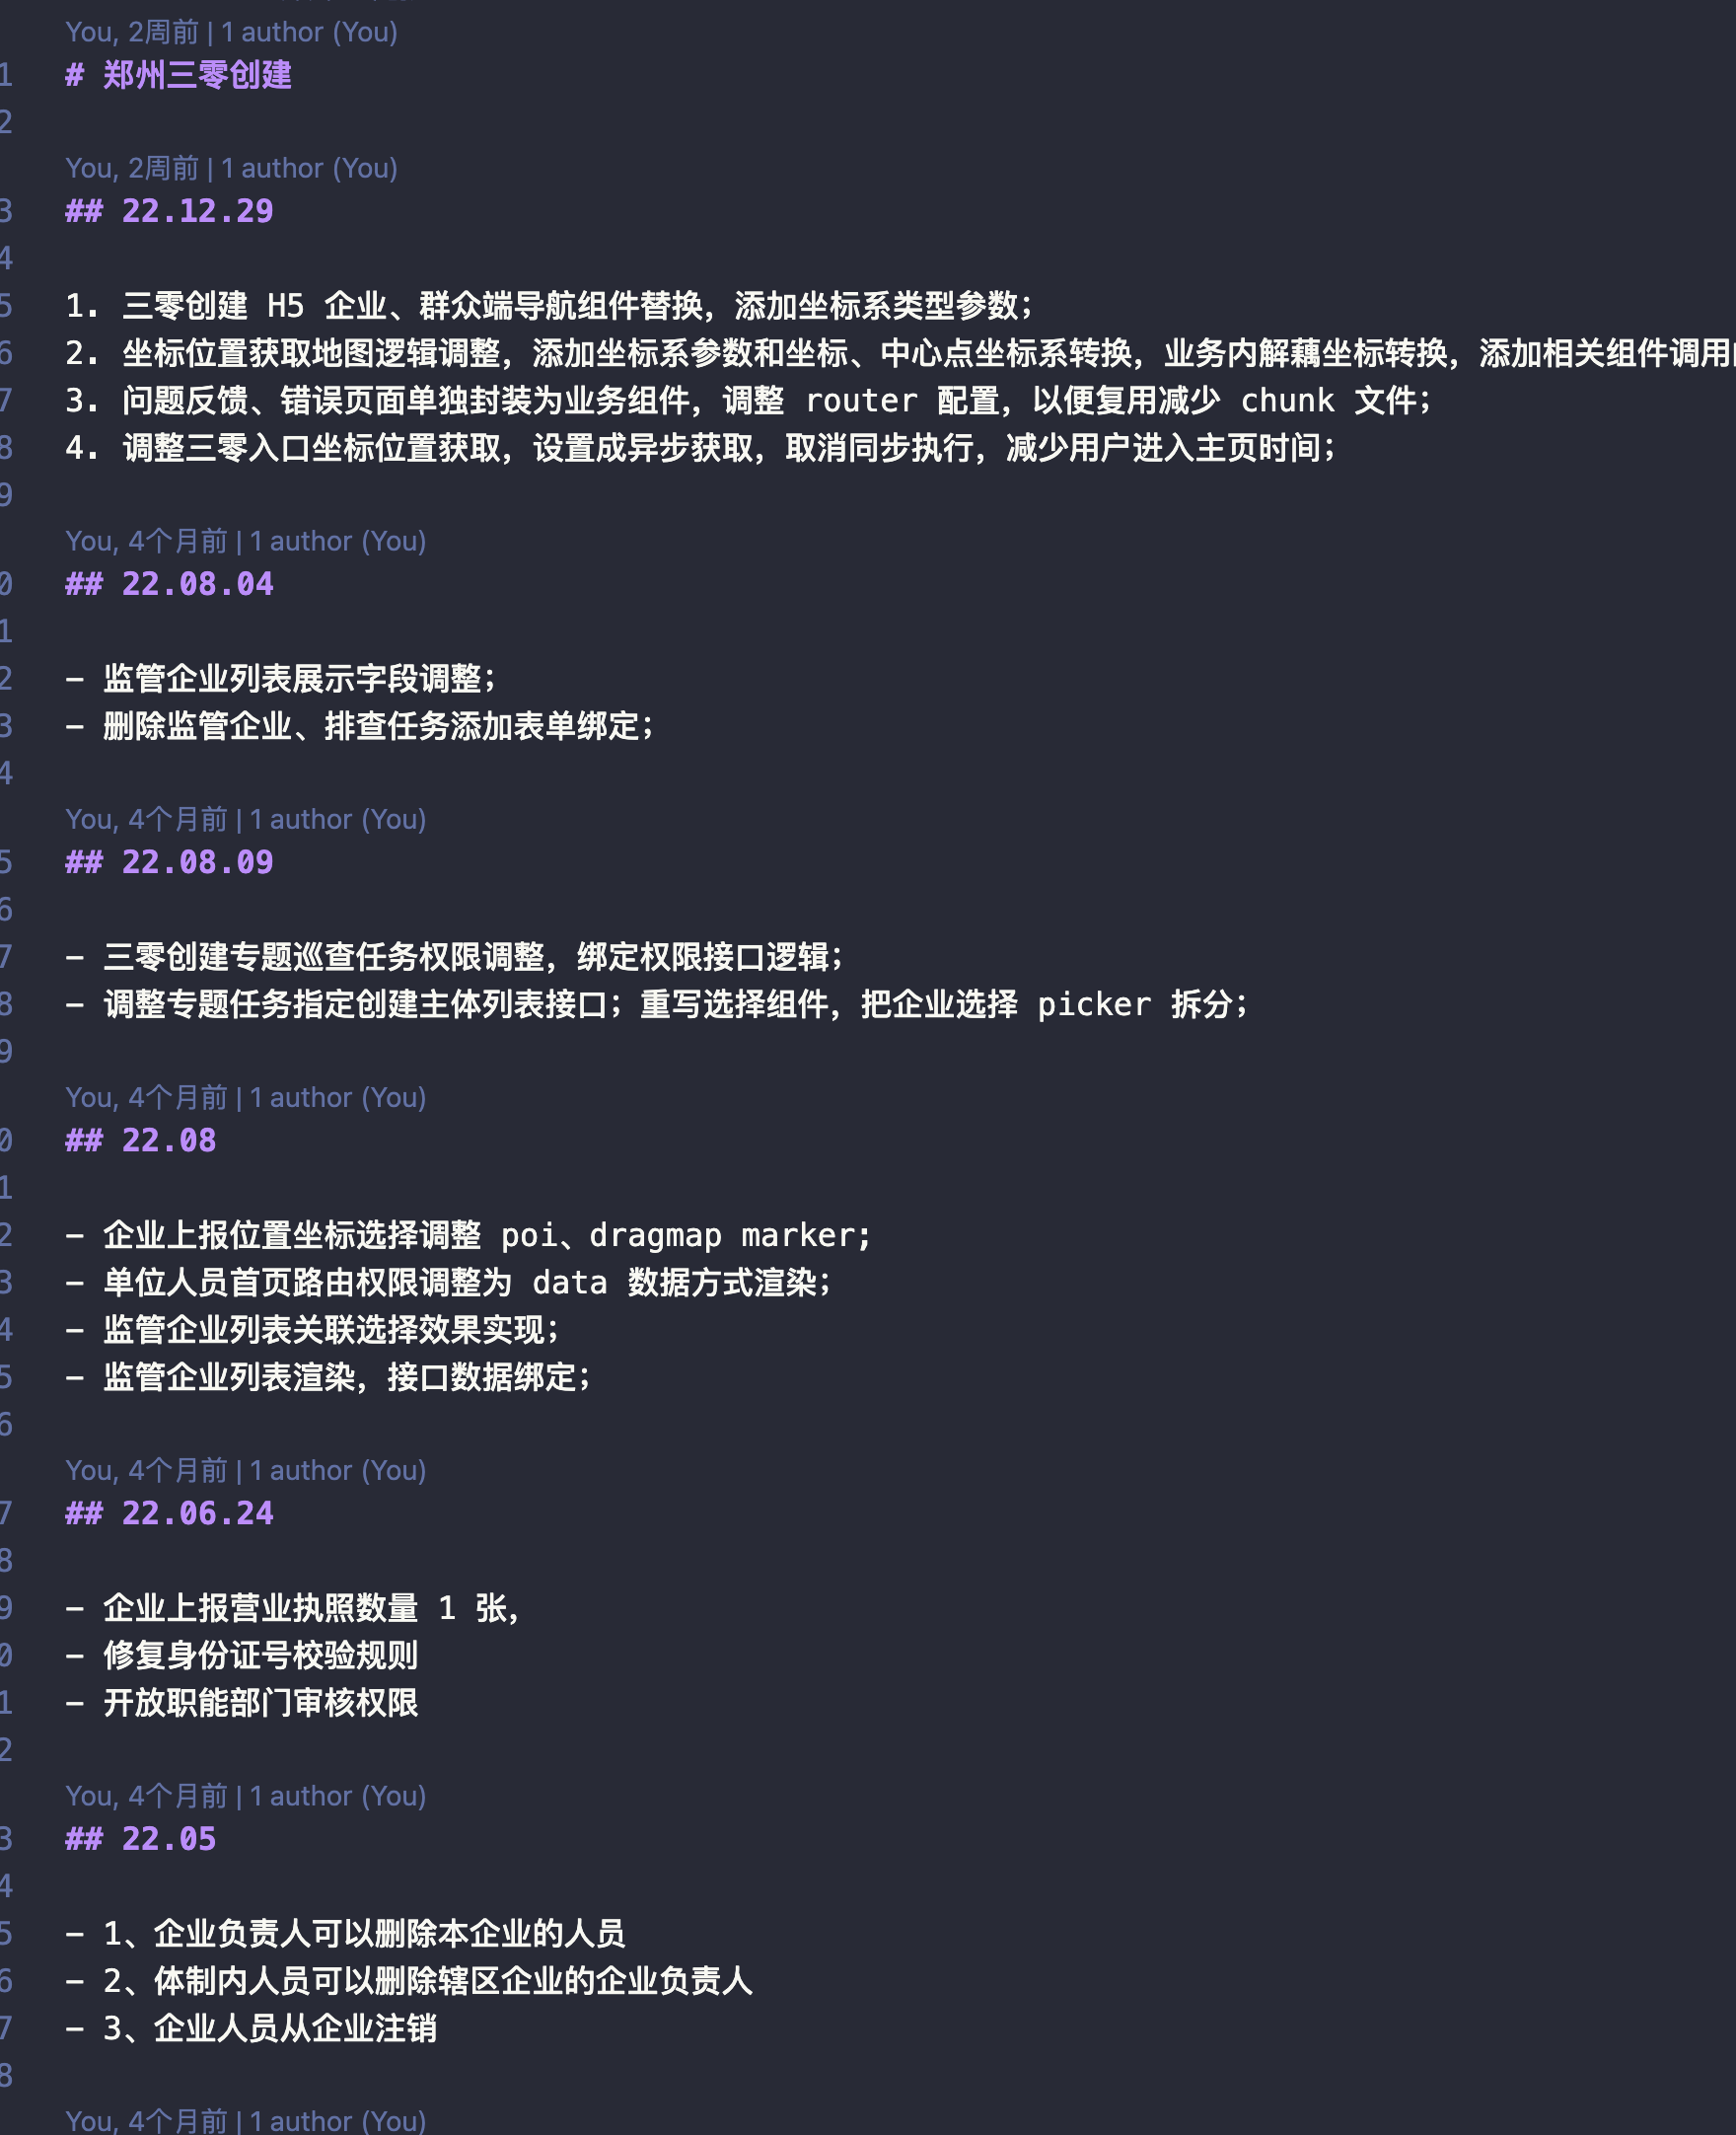 You, 2周前 | 1 author (You)
1 # 郑州三零创建
2
You, 2周前 | 1 author (You)
3 ## 22.12.29
4
5 1. 三零创建 H5 企业、群众端导航组件替换，添加坐标系类型参数；
6 2. 坐标位置获取地图逻辑调整，添加坐标系参数和坐标、中心点坐标系转换，业务内解藕坐标转换，添加相关组件调用
7 3. 问题反馈、错误页面单独封装为业务组件，调整 router 配置，以便复用减少 chunk 文件；
8 4. 调整三零入口坐标位置获取，设置成异步获取，取消同步执行，减少用户进入主页时间；
9
You, 4个月前 | 1 author (You)
0 ## 22.08.04
1
2 - 监管企业列表展示字段调整；
3 - 删除监管企业、排查任务添加表单绑定；
4
You, 4个月前 | 1 author (You)
5 ## 22.08.09
6
7 - 三零创建专题巡查任务权限调整，绑定权限接口逻辑；
8 - 调整专题任务指定创建主体列表接口；重写选择组件，把企业选择 picker 拆分；
9
You, 4个月前 | 1 author (You)
0 ## 22.08
1
2 - 企业上报位置坐标选择调整 poi、dragmap marker;
3 - 单位人员首页路由权限调整为 data 数据方式渲染；
4 - 监管企业列表关联选择效果实现；
5 - 监管企业列表渲染，接口数据绑定；
6
You, 4个月前 | 1 author (You)
7 ## 22.06.24
8
9 - 企业上报营业执照数量 1 张，
0 - 修复身份证号校验规则
1 - 开放职能部门审核权限
2
You, 4个月前 | 1 author (You)
3 ## 22.05
4
5 - 1、企业负责人可以删除本企业的人员
6 - 2、体制内人员可以删除辖区企业的企业负责人
7 - 3、企业人员从企业注销
8
You, 4个月前 | 1 author (You)